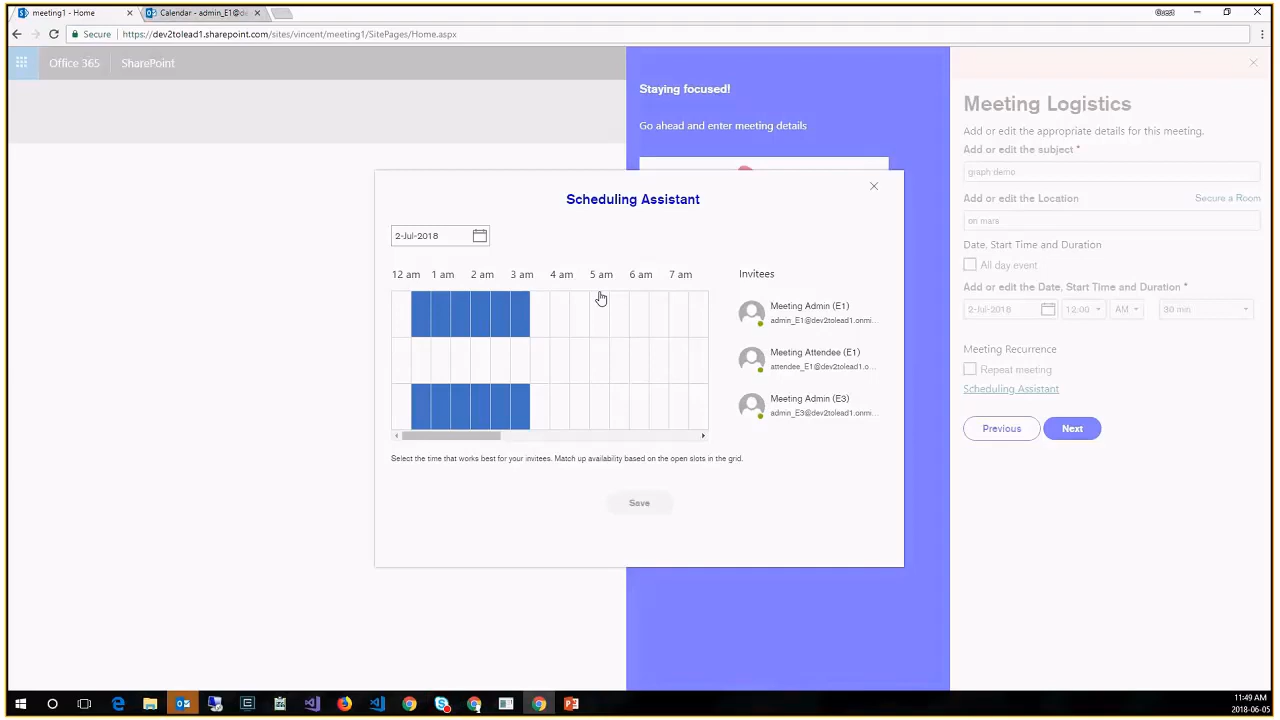 meeting1 - Home
Calendar - admin_E1@de
Guest
Secure
https://dev2tolead1.sharepoint.com/sites/vincent/meeting1/SitePages/Home.aspx
Office 365
SharePoint
Staying focused!
Go ahead and enter meeting details
Scheduling Assistant
2-Jul-2018
12 am 1 am 2 am 3 am 4 am 5 am 6 am 7 am
Invitees
Meeting Admin (E1)
admin_E1@dev2tolead1.onmi...
Meeting Attendee (E1)
attendee_E1@dev2tolead1.o...
Meeting Admin (E3)
admin_E3@dev2tolead1.onmi...
Select the time that works best for your invitees. Match up availability based on the open slots in the grid.
Save
Meeting Logistics
Add or edit the appropriate details for this meeting.
Add or edit the subject *
graph demo
Add or edit the Location
Secure a Room
on mars
Date, Start Time and Duration
All day event
Add or edit the Date, Start Time and Duration *
2-Jul-2018 12:00 AM 30 min
Meeting Recurrence
Repeat meeting
Scheduling Assistant
Previous
Next
11:49 AM
2018-06-05